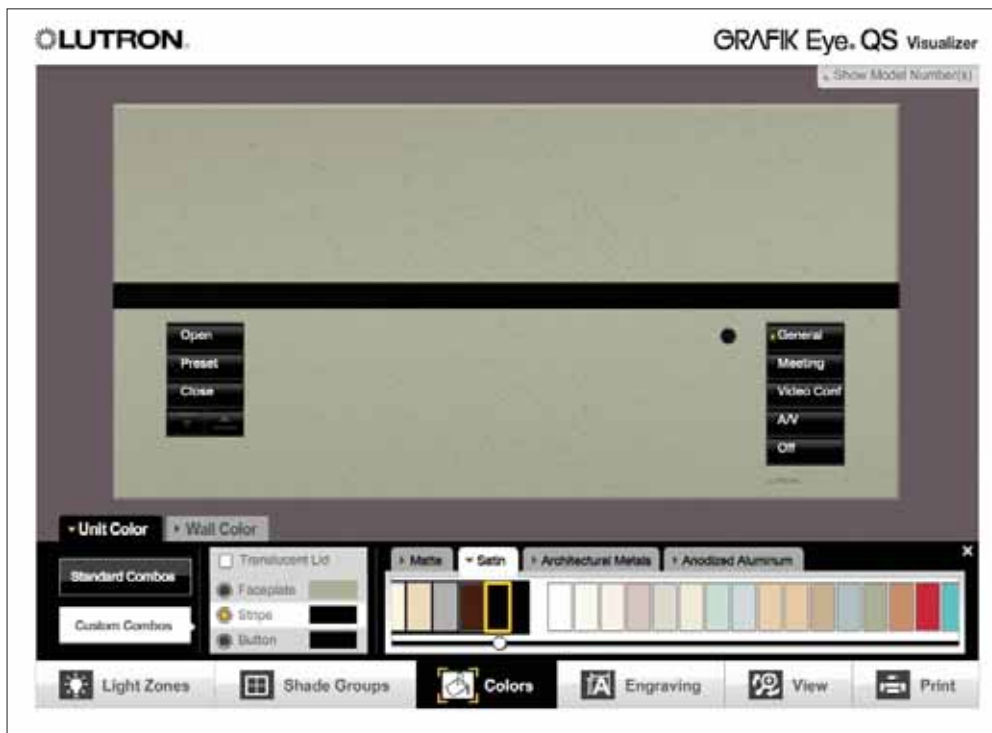 LUTRON.
GRAFIK Eye. QS Visualizer
Show Model Number(s)
Open
Preset
Close
General
Meeting
Video Conf
A/V
Off
Unit Color
Wall Color
Standard Combos
Custom Combos
Translucent Lid
Faceplate
Stripe
Button
Matte
Satin
Architectural Metals
Anodized Aluminum
Light Zones
Shade Groups
Colors
Engraving
View
Print